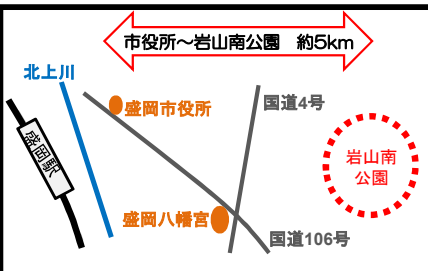 市役所～岩山南公園　約5km
北上川
盛岡市役所
国道4号
盛岡駅
岩山南
公園
盛岡八幡宮
国道106号